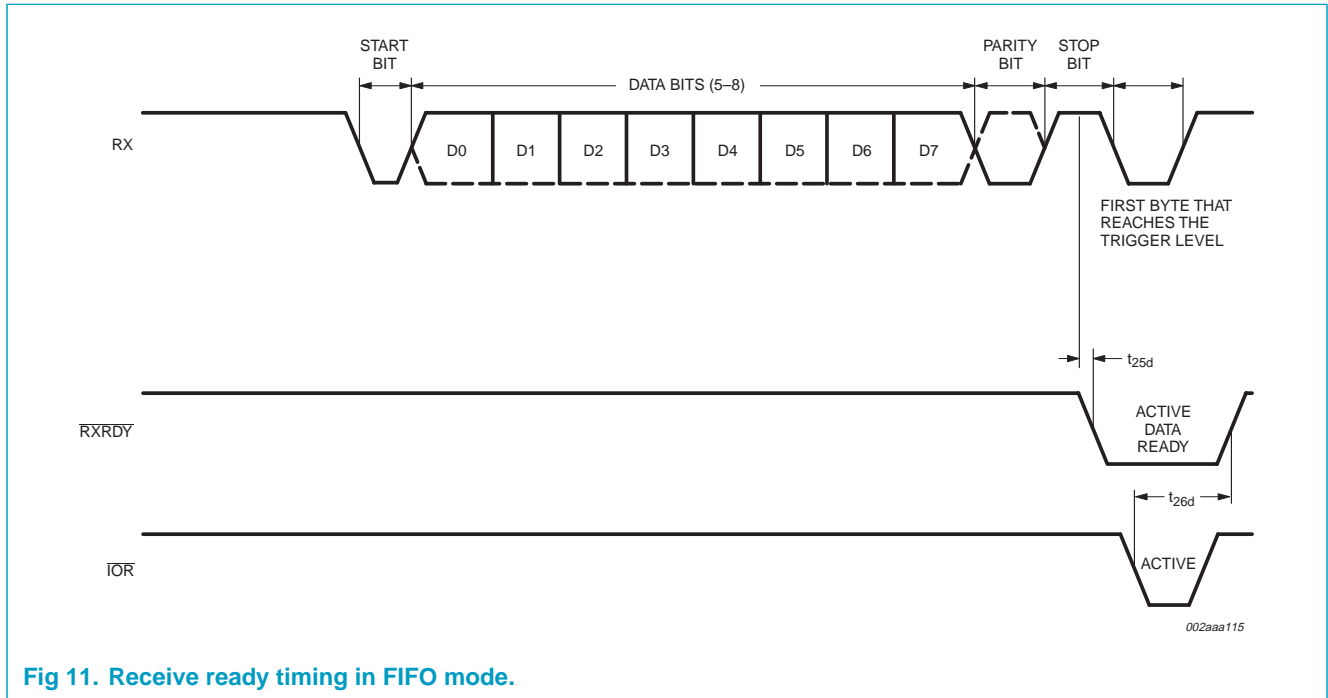 START
BIT
PARITY
BIT
STOP
BIT
DATA BITS (5–8)
RX
D0
D1
D2
D3
D4
D5
D6
D7
FIRST BYTE THAT
REACHES THE
TRIGGER LEVEL
t25d
RXRDY
ACTIVE
DATA
READY
t26d
IOR
ACTIVE
002aaa115
Fig 11. Receive ready timing in FIFO mode.